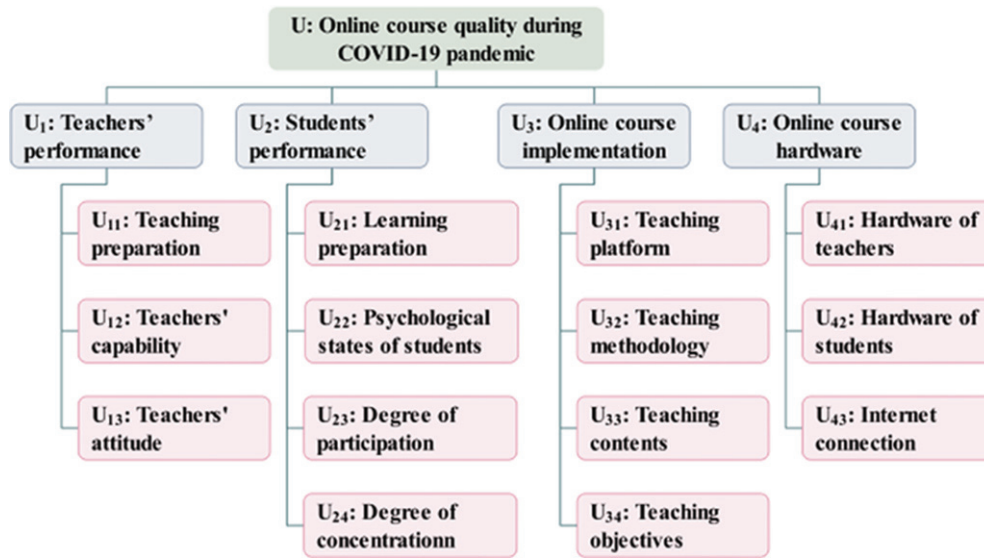 U: Online course quality during
COVID-19 pandemic
U₁: Teachers’
performance
U₂: Students’
performance
U₃: Online course
implementation
U₄: Online course
hardware
U₁₁: Teaching
preparation
U₁₂: Teachers'
capability
U₁₃: Teachers'
attitude
U₂₁: Learning
preparation
U₂₂: Psychological
states of students
U₂₃: Degree of
participation
U₂₄: Degree of
concentrationn
U₃₁: Teaching
platform
U₃₂: Teaching
methodology
U₃₃: Teaching
contents
U₃₄: Teaching
objectives
U₄₁: Hardware of
teachers
U₄₂: Hardware of
students
U₄₃: Internet
connection